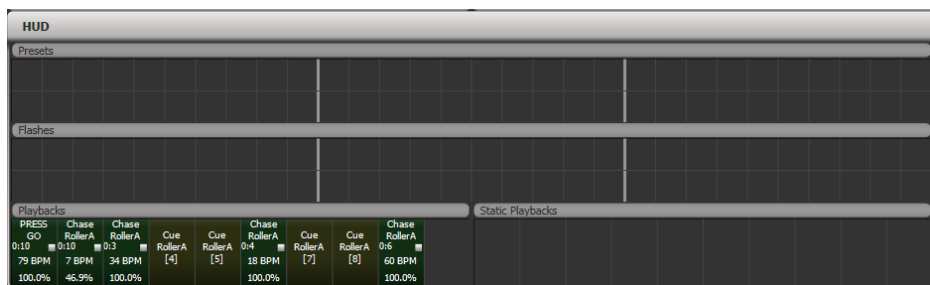 HUD
Presets
Flashes
Playbacks
Static Playbacks
PRESS Chase Chase Chase Chase
GO RollerA RollerA Cue Cue RollerA Cue Cue RollerA
0:10 0:10 0:3 RollerA RollerA 0:4 RollerA RollerA 0:6
79 BPM 7 BPM 34 BPM [4] [5] 18 BPM [7] [8] 60 BPM
100.0% 46.9% 100.0% 100.0% 100.0%